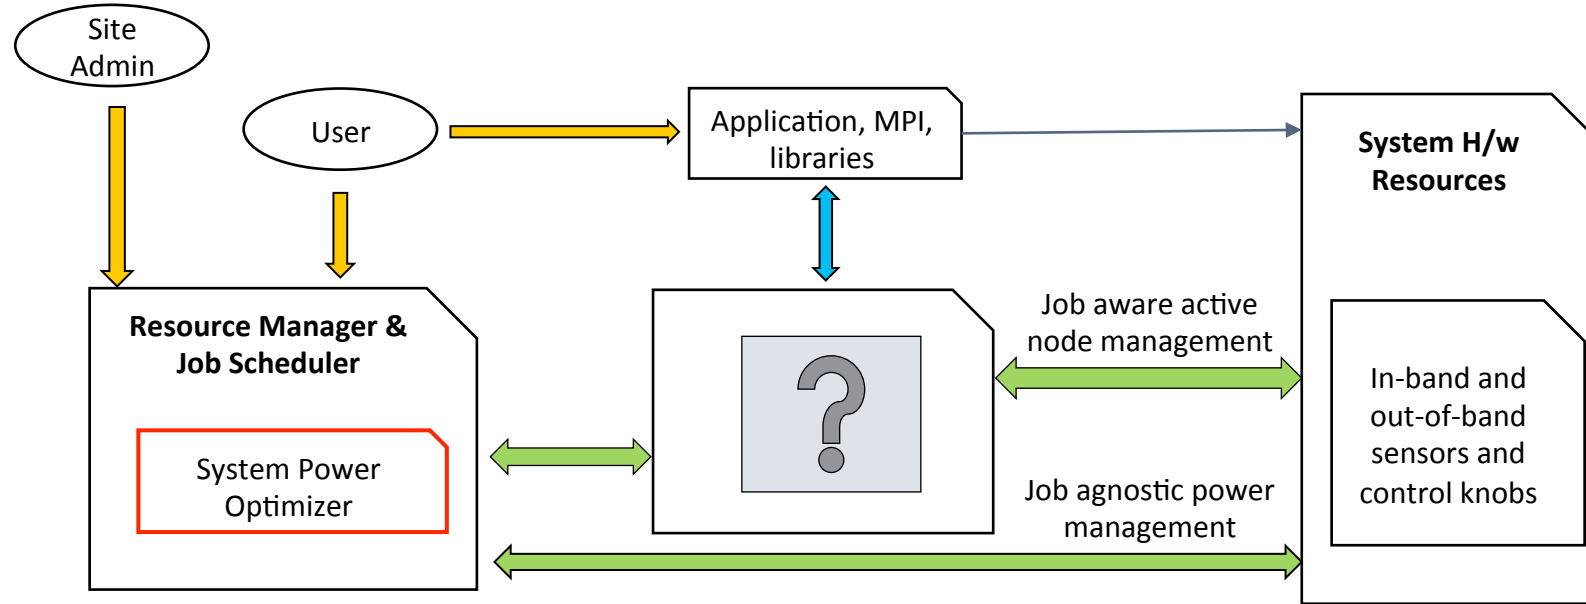 Site
Admin
User
Application, MPI,
libraries
System H/w
Resources
Resource Manager &
Job Scheduler
System Power
Optimizer
?
Job aware active
node management
Job agnostic power
management
In-band and
out-of-band
sensors and
control knobs